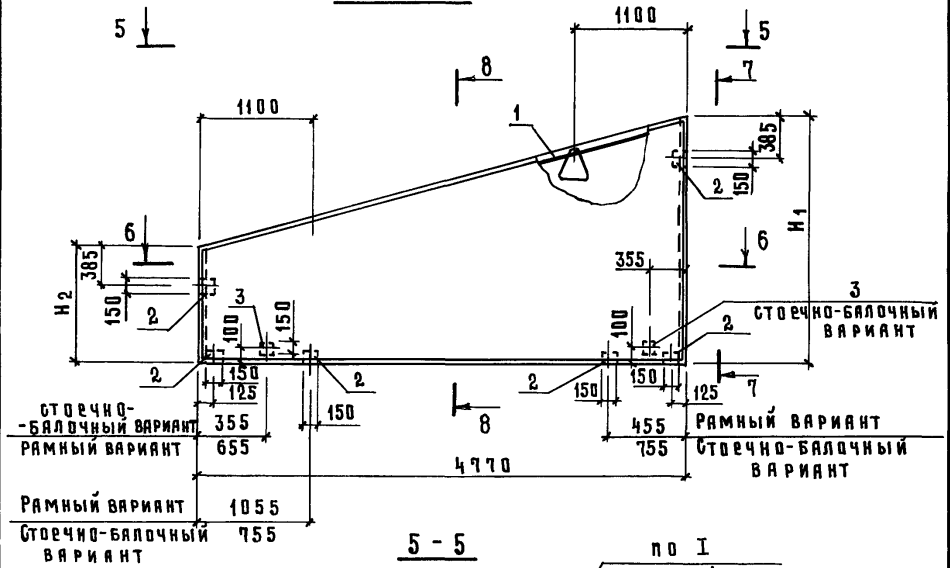 1100
5
5
8
7
1100
1
385
2
150
H1
6
6
385
355
H2
150
2
3
100
150
100
3
СТОЕЧНО-БАЛОЧНЫЙ
ВАРИАНТ
2
2
150
125
2
2
150
150
150
125
7
8
СТОЕЧНО-
-БАЛОЧНЫЙ ВАРИАНТ 355
РАМНЫЙ ВАРИАНТ 655
455 РАМНЫЙ ВАРИАНТ
755 СТОЕЧНО-БАЛОЧНЫЙ
ВАРИАНТ
4770
РАМНЫЙ ВАРИАНТ 1055
СТОЕЧНО-БАЛОЧНЫЙ 755
ВАРИАНТ
5 - 5
по I